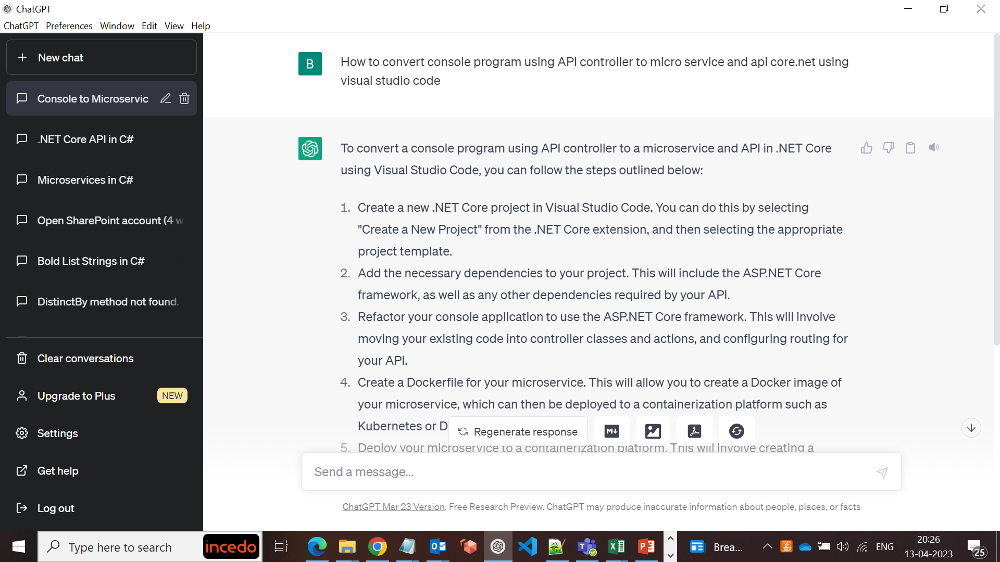 ChatGPT
ChatGPT Preferences Window Edit View Help
New chat
Console to Microservic
.NET Core API in C#
Microservices in C#
Open SharePoint account (4 w
Bold List Strings in C#
DistinctBy method not found.
Clear conversations
Upgrade to Plus NEW
Settings
Get help
Log out
B
How to convert console program using API controller to micro service and api core.net using
visual studio code
To convert a console program using API controller to a microservice and API in .NET Core
using Visual Studio Code, you can follow the steps outlined below:
1. Create a new .NET Core project in Visual Studio Code. You can do this by selecting
"Create a New Project" from the .NET Core extension, and then selecting the appropriate
project template.
2. Add the necessary dependencies to your project. This will include the ASP.NET Core
framework, as well as any other dependencies required by your API.
3. Refactor your console application to use the ASP.NET Core framework. This will involve
moving your existing code into controller classes and actions, and configuring routing for
your API.
4. Create a Dockerfile for your microservice. This will allow you to create a Docker image of
your microservice, which can then be deployed to a containerization platform such as
Kubernetes or D
Regenerate response
M
5. Deploy your microservice to a containerization platform. This will involve creating a
Send a message...
ChatGPT Mar 23 Version. Free Research Preview. ChatGPT may produce inaccurate information about people, places, or facts
Type here to search
incedo
Brea...
ENG
20:26
13-04-2023
25